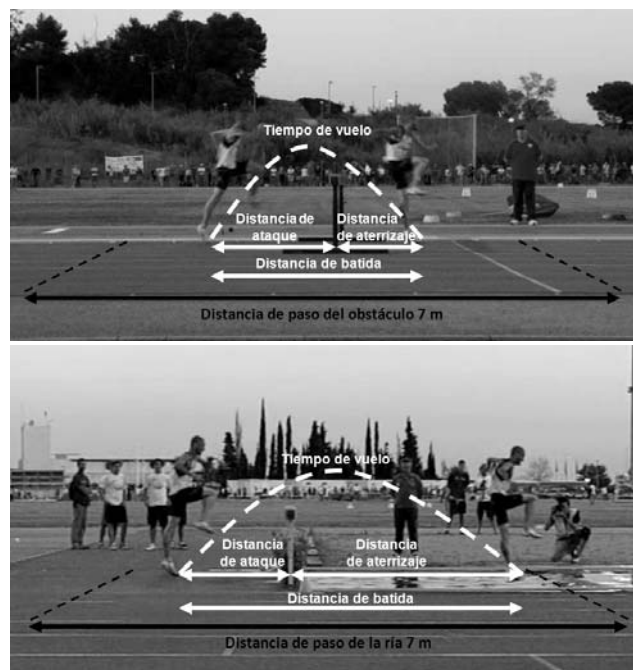 Tiempo de vuelo
Distancia de
ataque
Distancia
de aterrizaje
Distancia de batida
Distancia de paso del obstáculo 7 m
Tiempo de vuelo
Distancia
de ataque
Distancia de
aterrizaje
Distancia de batida
Distancia de paso de la ría 7 m